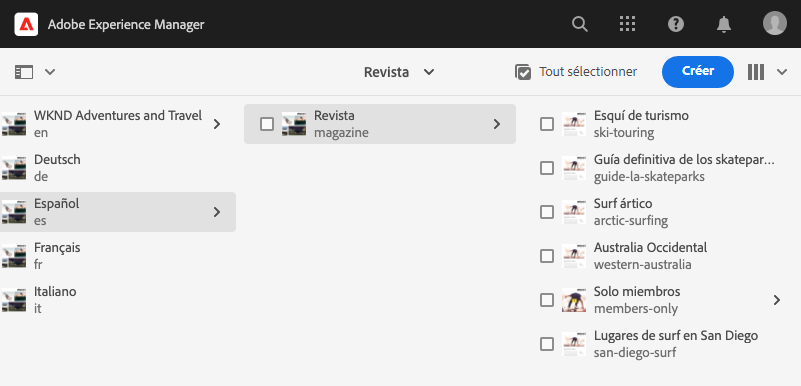 Adobe Experience Manager
Revista
Tout sélectionner
Créer
WKND Adventures and Travel
en
Deutsch
de
Español
es
Français
fr
Italiano
it
Revista
magazine
Esquí de turismo
ski-touring
Guía definitiva de los skatepar...
guide-la-skateparks
Surf ártico
arctic-surfing
Australia Occidental
western-australia
Solo miembros
members-only
Lugares de surf en San Diego
san-diego-surf